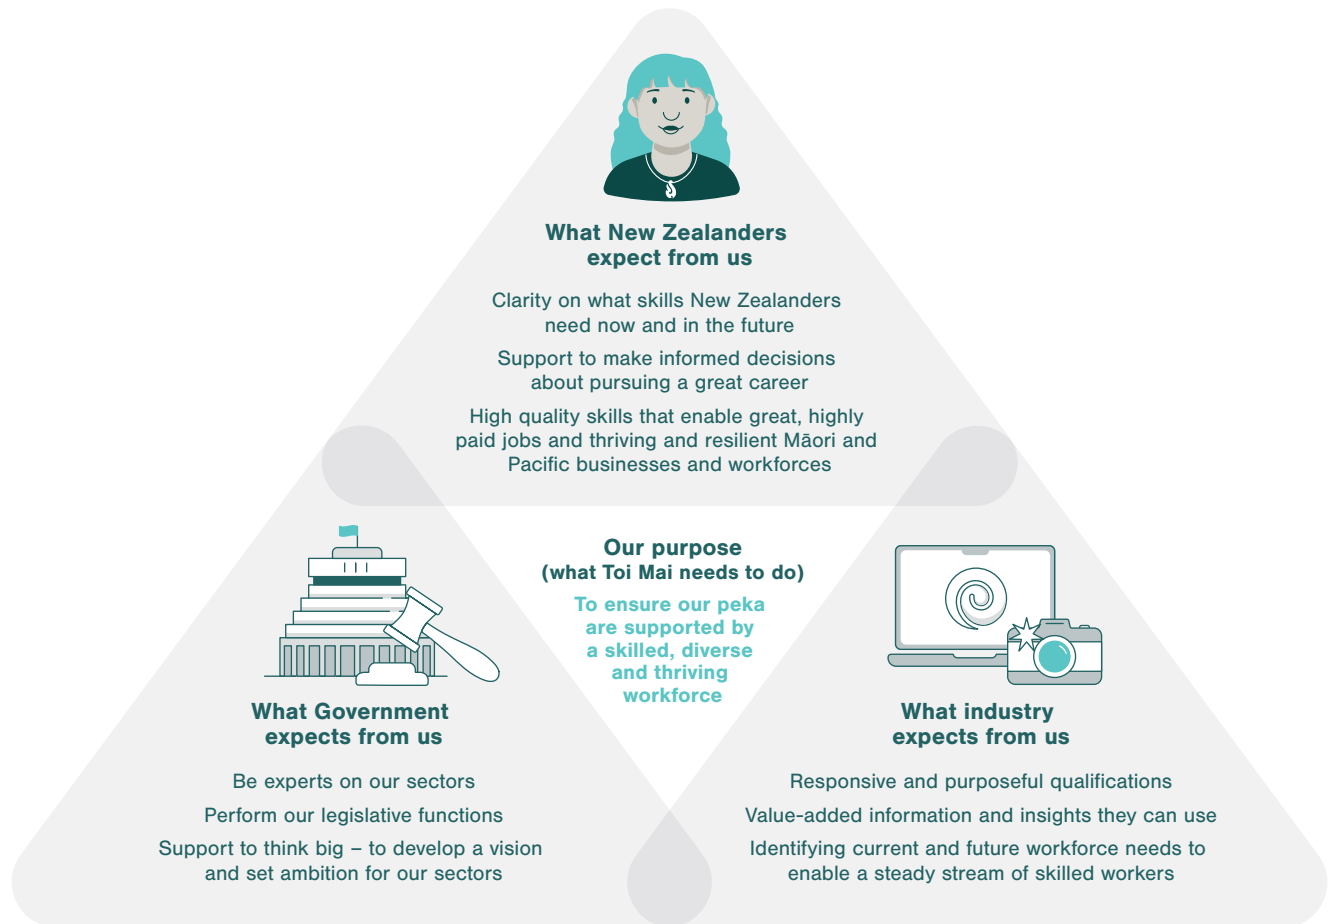 What New Zealanders
expect from us
Clarity on what skills New Zealanders
need now and in the future
Support to make informed decisions
about pursuing a great career
High quality skills that enable great, highly
paid jobs and thriving and resilient Māori and
Pacific businesses and workforces
Our purpose
(what Toi Mai needs to do)
To ensure our peka
are supported by
a skilled, diverse
and thriving
workforce
What Government
expects from us
Be experts on our sectors
Perform our legislative functions
Support to think big – to develop a vision
and set ambition for our sectors
What industry
expects from us
Responsive and purposeful qualifications
Value-added information and insights they can use
Identifying current and future workforce needs to
enable a steady stream of skilled workers